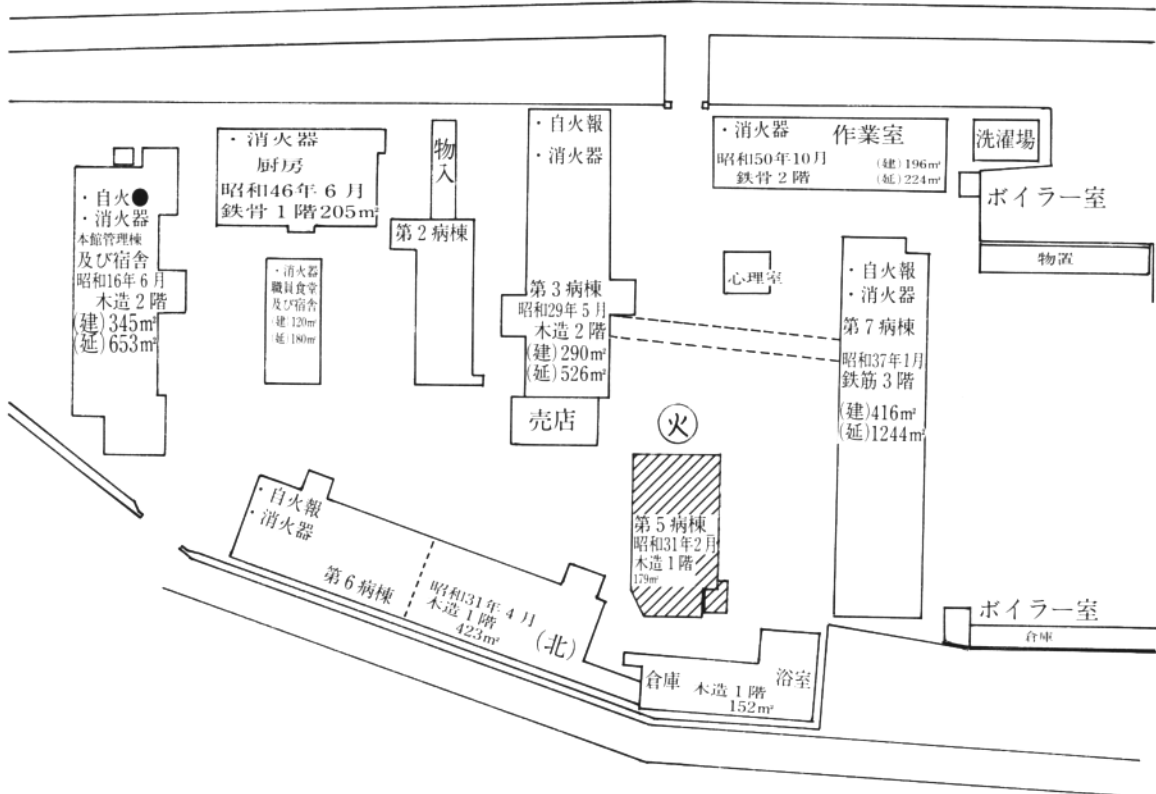 ・自火●
・消火器
本館管理棟
及び宿舎
昭和16年6月
木造2階
(建)345㎡
(延)653㎡
・消火器
厨房
昭和46年6月
鉄骨1階205㎡
・消火器
職員食堂
及び宿舎
(建)120㎡
(延)180㎡
物入
第2病棟
・自火報
・消火器
第3病棟
昭和29年5月
木造2階
(建)290㎡
(延)526㎡
売店
・消火器 作業室
昭和50年10月 (建)196㎡
鉄骨2階 (延)224㎡
洗濯場
ボイラー室
物置
心理室
・自火報
・消火器
第7病棟
昭和37年1月
鉄筋3階
(建)416㎡
(延)1244㎡
火
第5病棟
昭和31年2月
木造1階
179㎡
・自火報
・消火器
第6病棟
昭和31年4月
木造1階
423㎡
(北)
倉庫 木造1階 浴室
152㎡
ボイラー室
倉庫